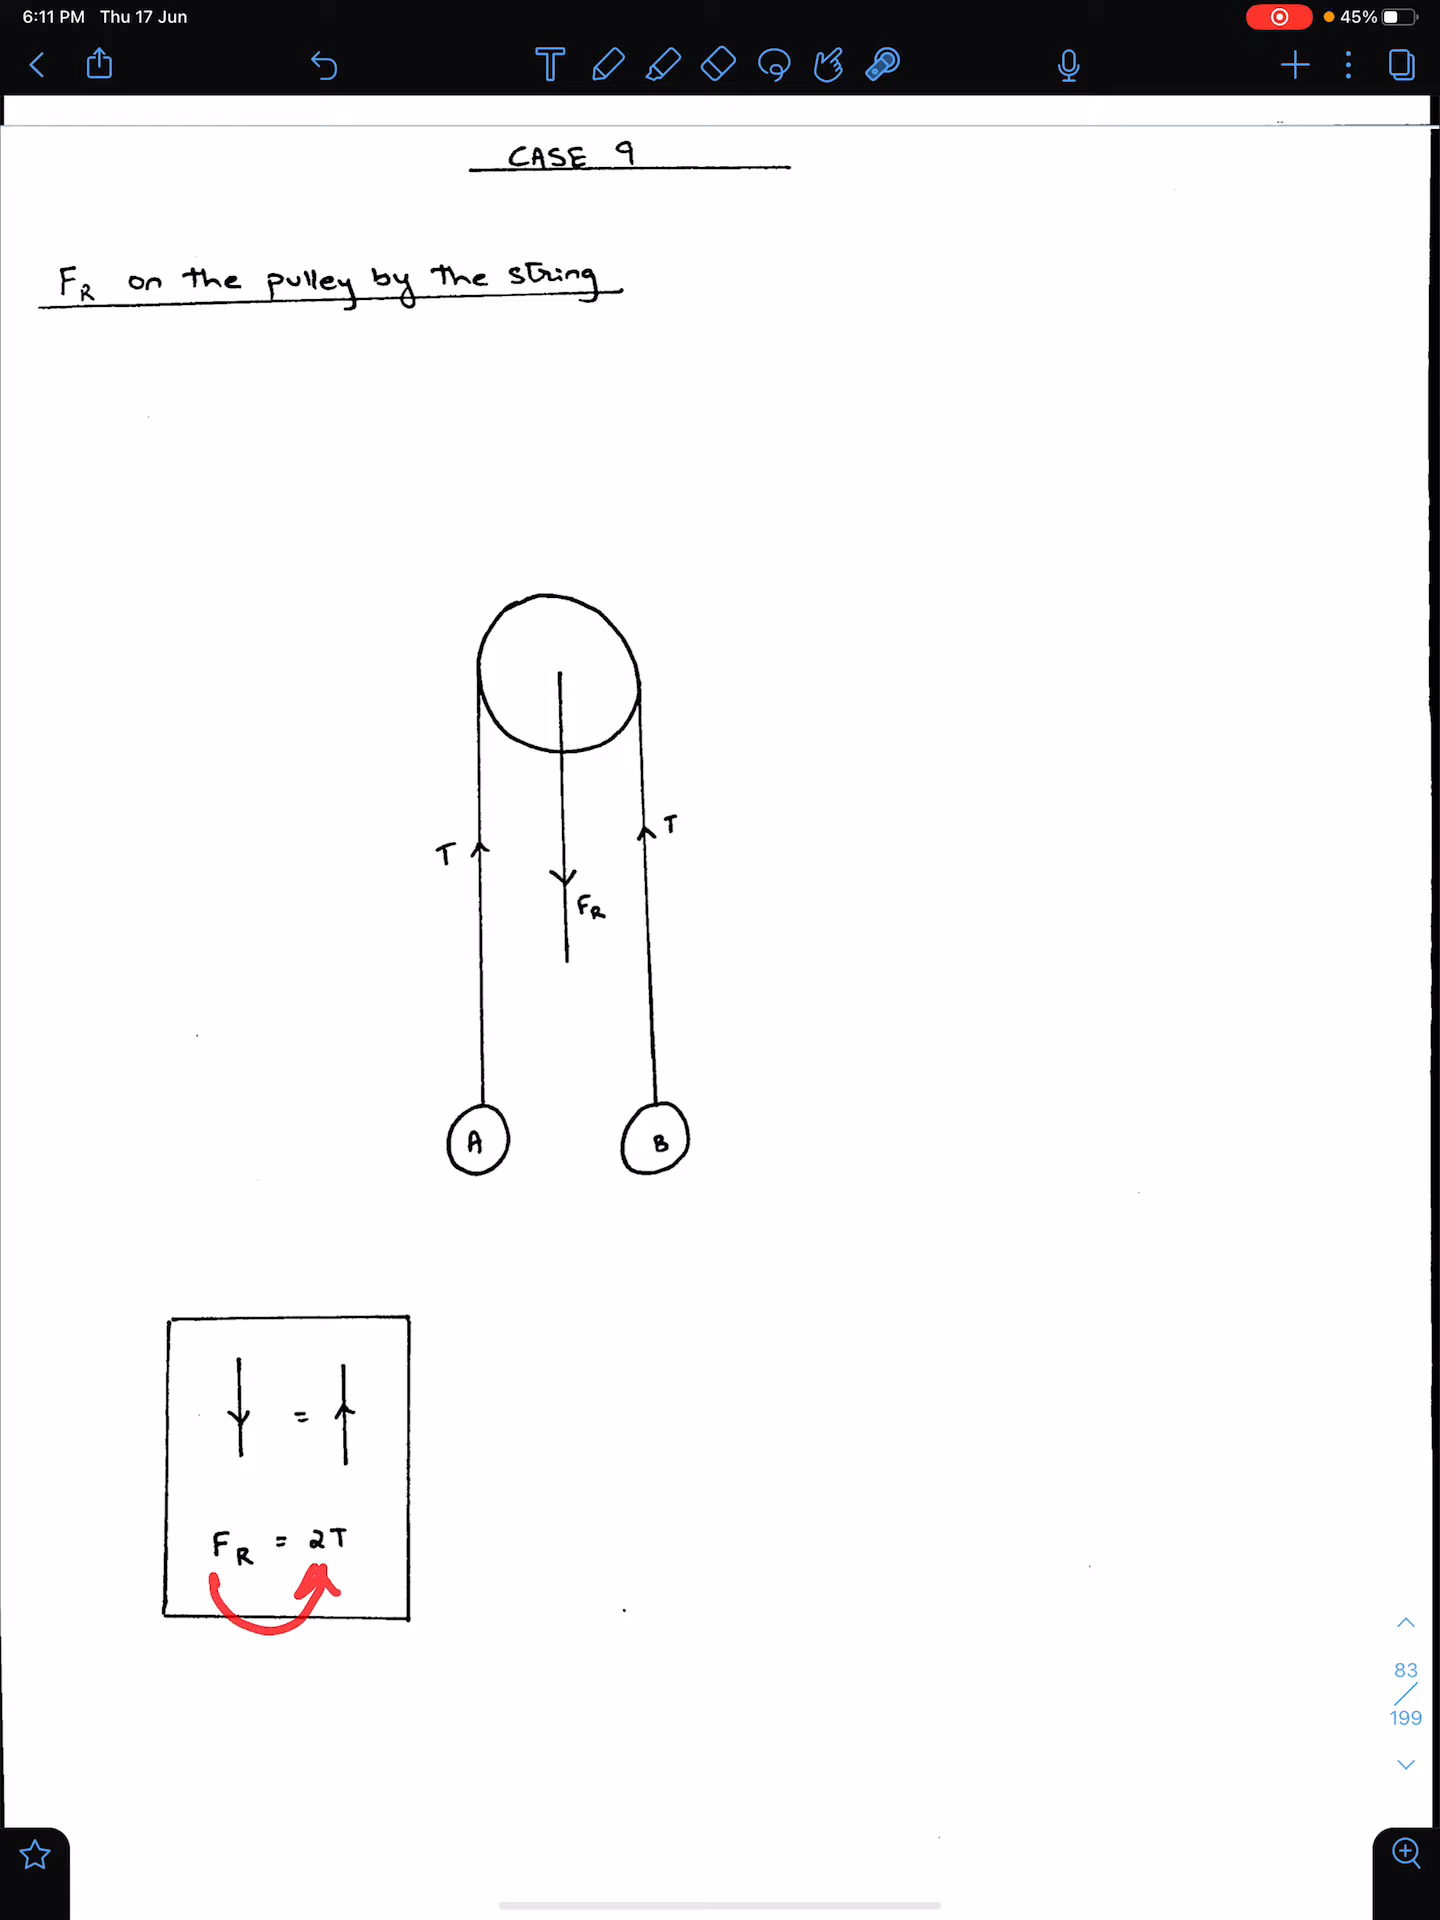 6:11 PM Thu 17 Jun
45%
CASE 9
FR on the pulley by the string
T
T
FR
A
B
=
FR = 2T
83
/
199